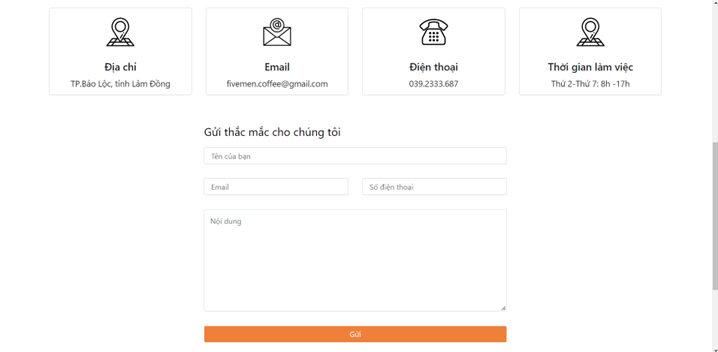 Địa chỉ
TP.Bảo Lộc, tỉnh Lâm Đồng
Email
fivemen.coffee@gmail.com
Điện thoại
039.2333.687
Thời gian làm việc
Thứ 2-Thứ 7: 8h -17h
Gửi thắc mắc cho chúng tôi
Tên của bạn
Email
Số điện thoại
Nội dung
Gửi